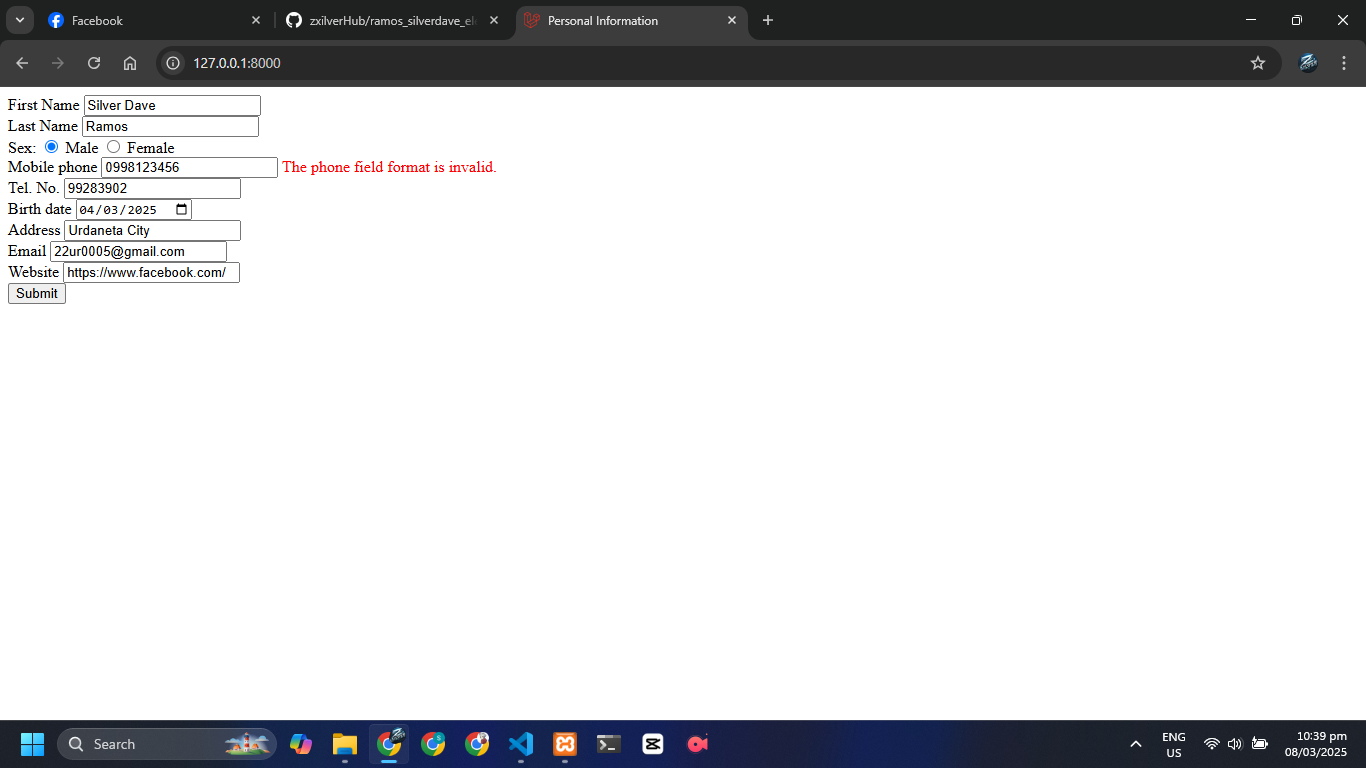 Facebook
zxilverHub/ramos_silverdave_ele
Personal Information
127.0.0.1:8000
First Name Silver Dave
Last Name Ramos
Sex: Male Female
Mobile phone 0998123456 The phone field format is invalid.
Tel. No. 99283902
Birth date 04/03/2025
Address Urdaneta City
Email 22ur0005@gmail.com
Website https://www.facebook.com/
Submit
Search
ENG
US
10:39 pm
08/03/2025